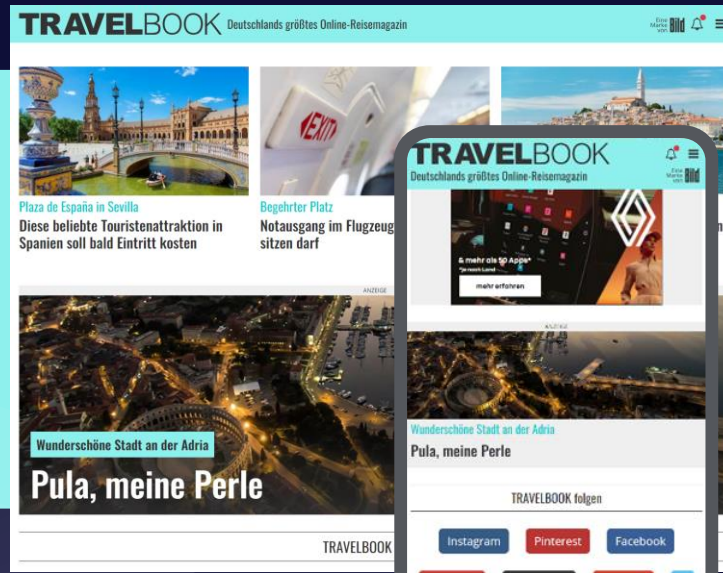 TRAVELBOOK Deutschlands größtes Online-Reisemagazin
Eine Marke von Bild
EXIT
Plaza de España in Sevilla
Diese beliebte Touristenattraktion in
Spanien soll bald Eintritt kosten
Begehrter Platz
Notausgang im Flugzeug
sitzen darf
ANZEIGE
Wunderschöne Stadt an der Adria
Pula, meine Perle
TRAVELBOOK
TRAVELBOOK
Deutschlands größtes Online-Reisemagazin
Eine Marke von Bild
& mehr als 50 Apps*
*je nach Land
mehr erfahren
ANZEIGE
Wunderschöne Stadt an der Adria
Pula, meine Perle
TRAVELBOOK folgen
Instagram
Pinterest
Facebook